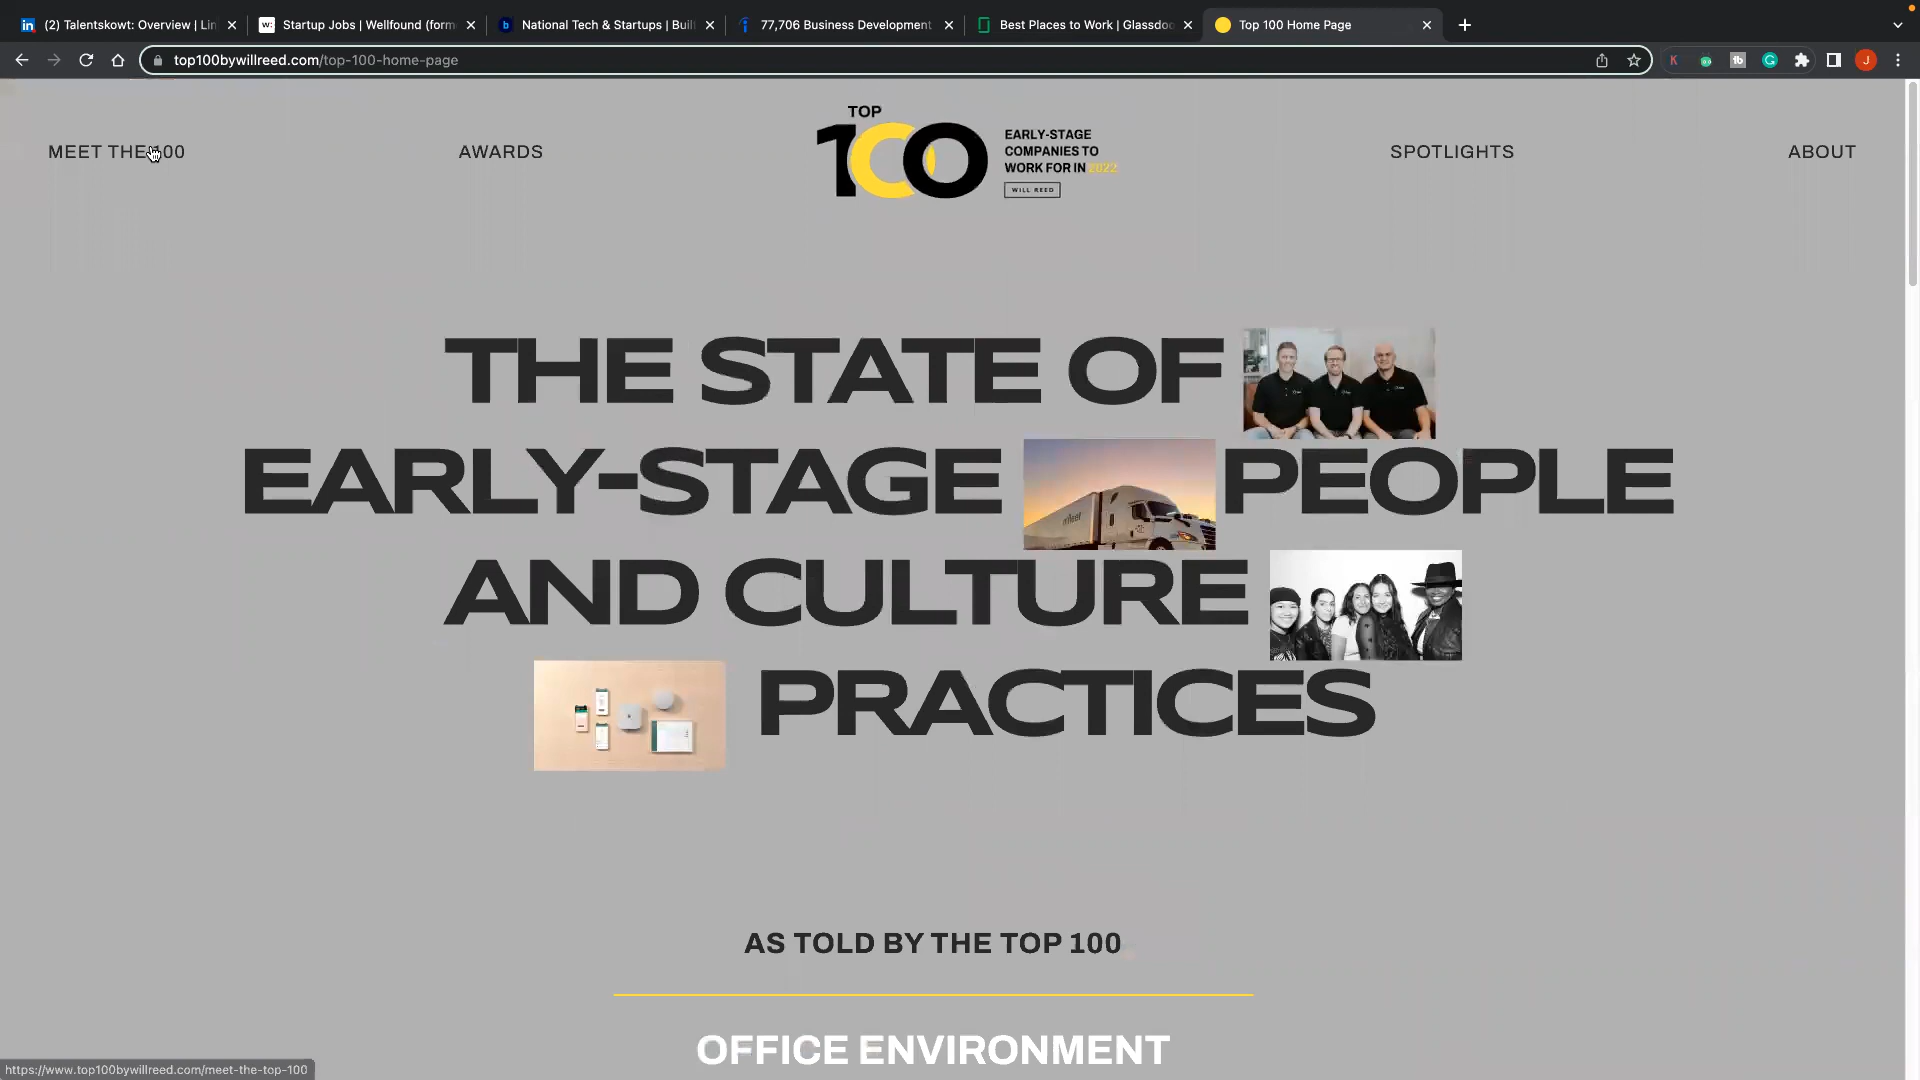 (2) Talentskowt: Overview | Lin
Startup Jobs | Wellfound (form
National Tech & Startups | Buil
77,706 Business Development
Best Places to Work | Glassdoo
Top 100 Home Page
top100bywillreed.com/top-100-home-page
MEET THE 100
AWARDS
TOP
100
EARLY-STAGE
COMPANIES TO
WORK FOR IN 2022
WILL REED
SPOTLIGHTS
ABOUT
THE STATE OF
EARLY-STAGE PEOPLE
AND CULTURE
PRACTICES
AS TOLD BY THE TOP 100
OFFICE ENVIRONMENT
https://www.top100bywillreed.com/meet-the-top-100